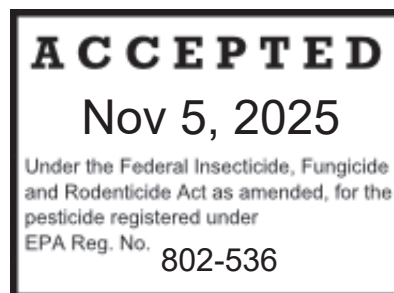 ACCEPTED
Nov 5, 2025
Under the Federal Insecticide, Fungicide
and Rodenticide Act as amended, for the
pesticide registered under
EPA Reg. No. 802-536